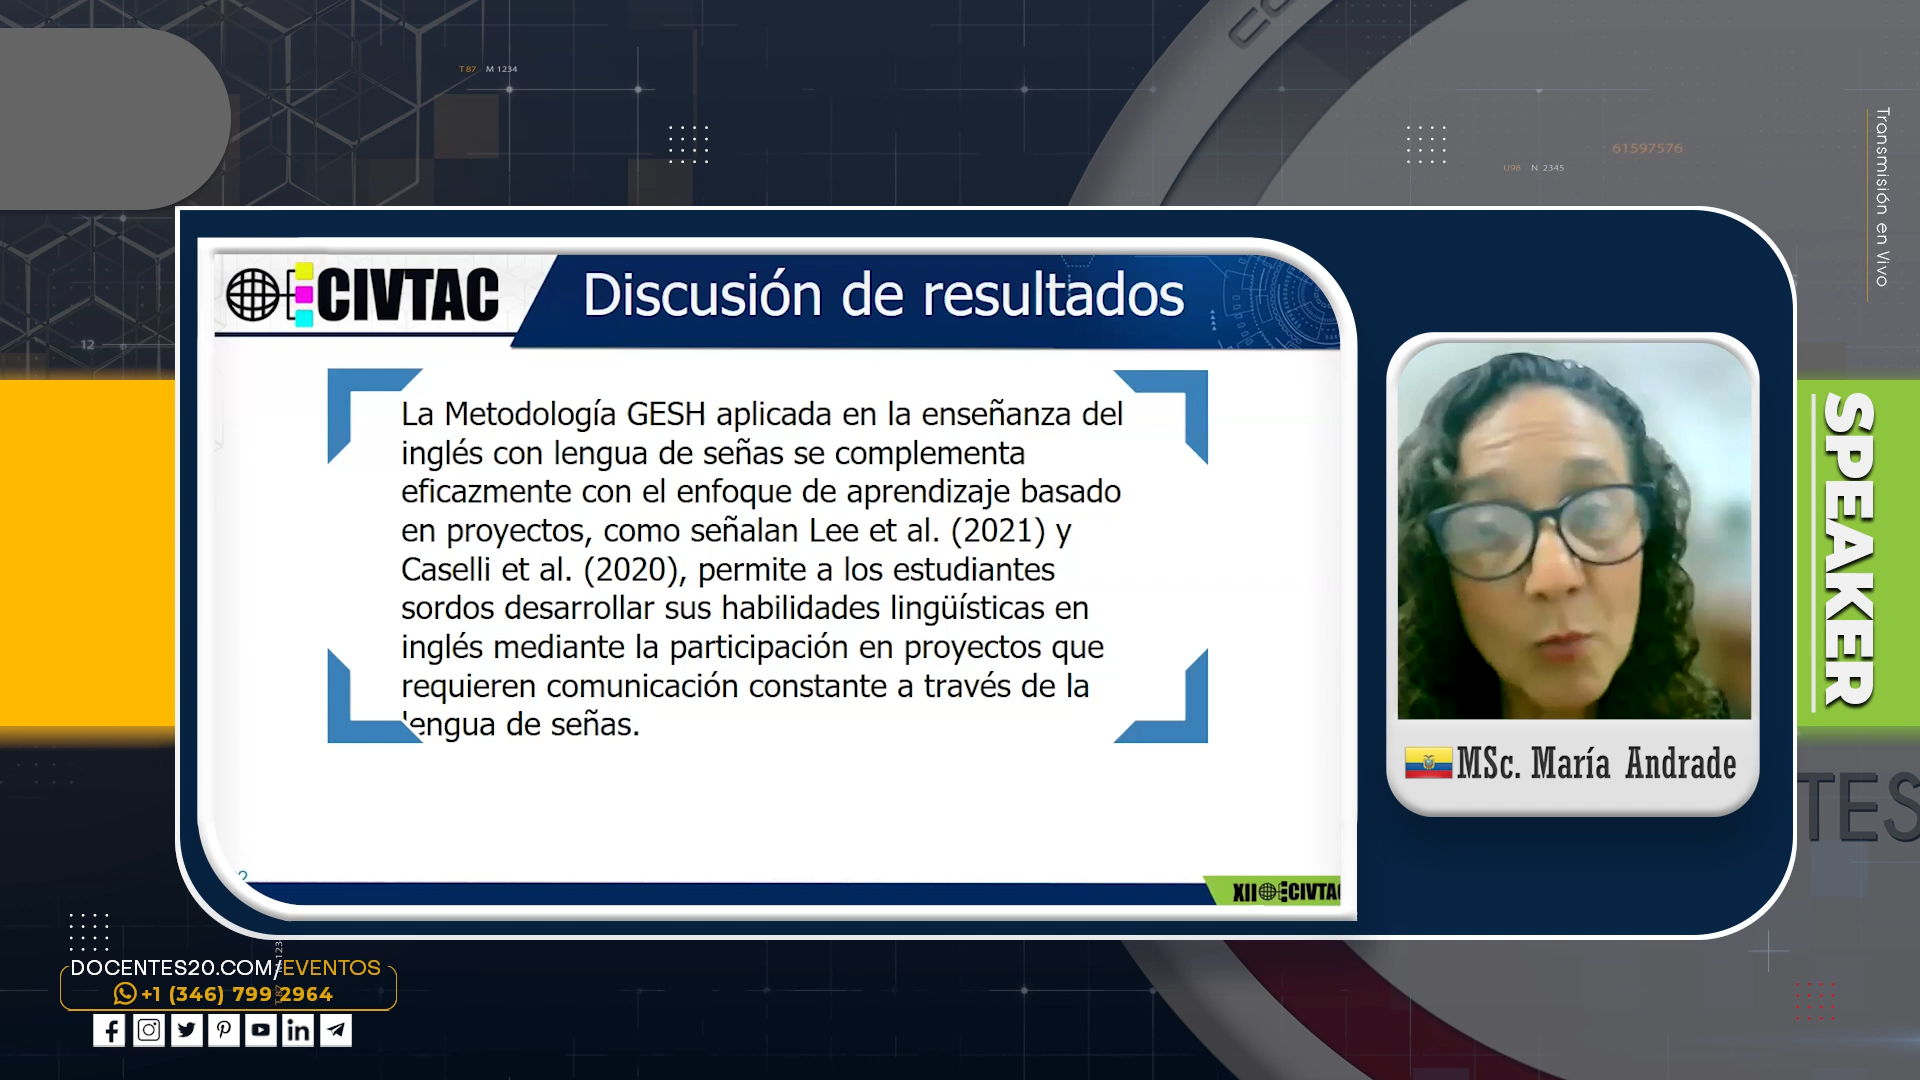 T87 M 1234
61597576
U98 N 2345
Transmisión en Vivo
12
CIVTAC
Discusión de resultados
La Metodología GESH aplicada en la enseñanza del
inglés con lengua de señas se complementa
eficazmente con el enfoque de aprendizaje basado
en proyectos, como señalan Lee et al. (2021) y
Caselli et al. (2020), permite a los estudiantes
sordos desarrollar sus habilidades lingüísticas en
inglés mediante la participación en proyectos que
requieren comunicación constante a través de la
lengua de señas.
SPEAKER
MSc. María Andrade
TES
2
XII CIVTAC
DOCENTES20.COM/EVENTOS
+1 (346) 799 2964